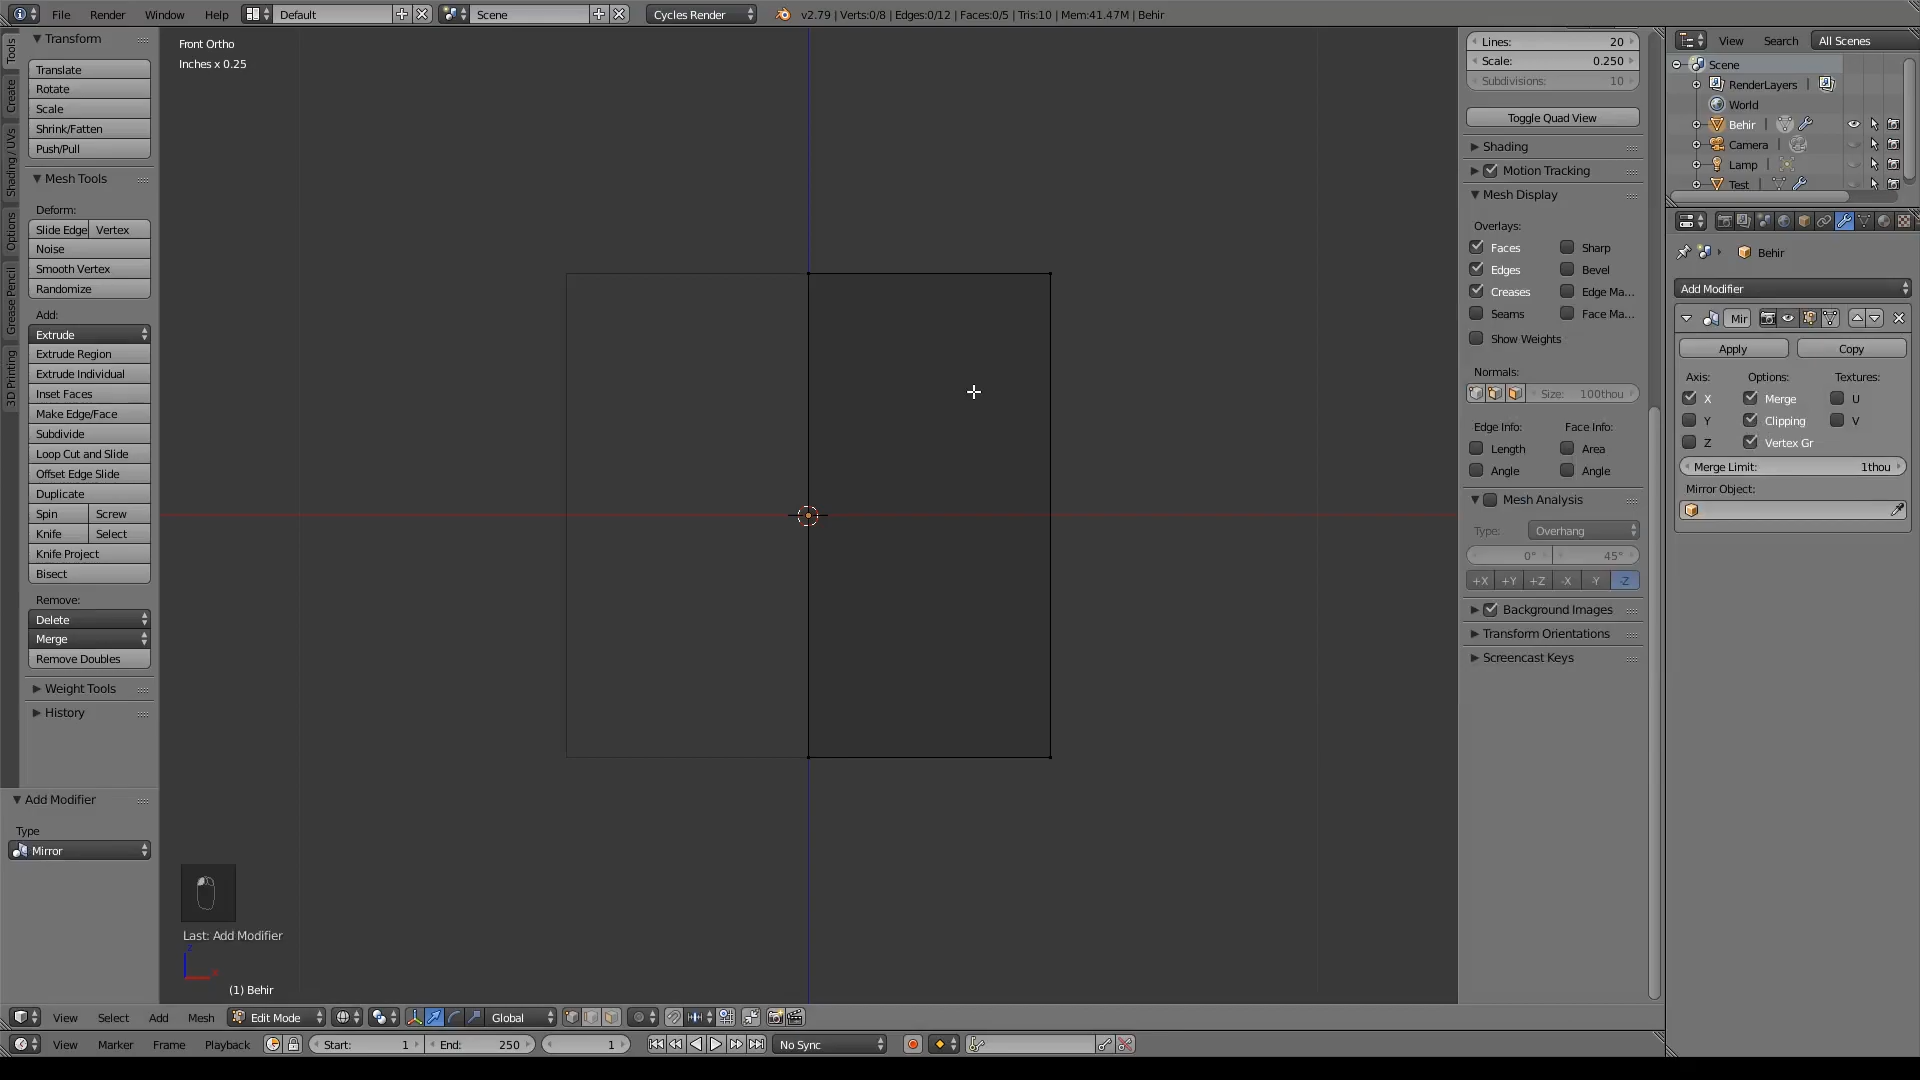 File Render Window Help Default Scene Cycles Render v2.79 | Verts:0/8 | Edges:0/12 | Faces:0/5 | Tris:10 | Mem:41.47M | Behir
Tools
Create
Shading / UVs
Options
Grease Pencil
3D Printing
Transform
Translate
Rotate
Scale
Shrink/Fatten
Push/Pull
Mesh Tools
Deform:
Slide Edge Vertex
Noise
Smooth Vertex
Randomize
Add:
Extrude
Extrude Region
Extrude Individual
Inset Faces
Make Edge/Face
Subdivide
Loop Cut and Slide
Offset Edge Slide
Duplicate
Spin Screw
Knife Select
Knife Project
Bisect
Remove:
Delete
Merge
Remove Doubles
Weight Tools
History
Add Modifier
Type
Mirror
Front Ortho
Inches x 0.25
Last: Add Modifier
z
x
(1) Behir
Lines: 20
Scale: 0.250
Subdivisions: 10
Toggle Quad View
Shading
Motion Tracking
Mesh Display
Overlays:
Faces Sharp
Edges Bevel
Creases Edge Ma...
Seams Face Ma...
Show Weights
Normals:
Size: 100thou
Edge Info: Face Info:
Length Area
Angle Angle
Mesh Analysis
Type: Overhang
0° 45°
+X +Y +Z -X -Y -Z
Background Images
Transform Orientations
Screencast Keys
View Search All Scenes
Scene
RenderLayers |
World
Behir |
Camera |
Lamp |
Test |
Behir
Add Modifier
Mir
Apply Copy
Axis: Options: Textures:
X Merge U
Y Clipping V
Z Vertex Gr
Merge Limit: 1thou
Mirror Object:
View Select Add Mesh Edit Mode Global
View Marker Frame Playback Start: 1 End: 250 1 No Sync